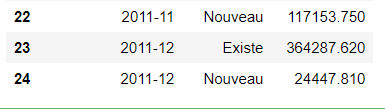 22 2011-11 Nouveau 117153.750
23 2011-12 Existe 364287.620
24 2011-12 Nouveau 24447.810